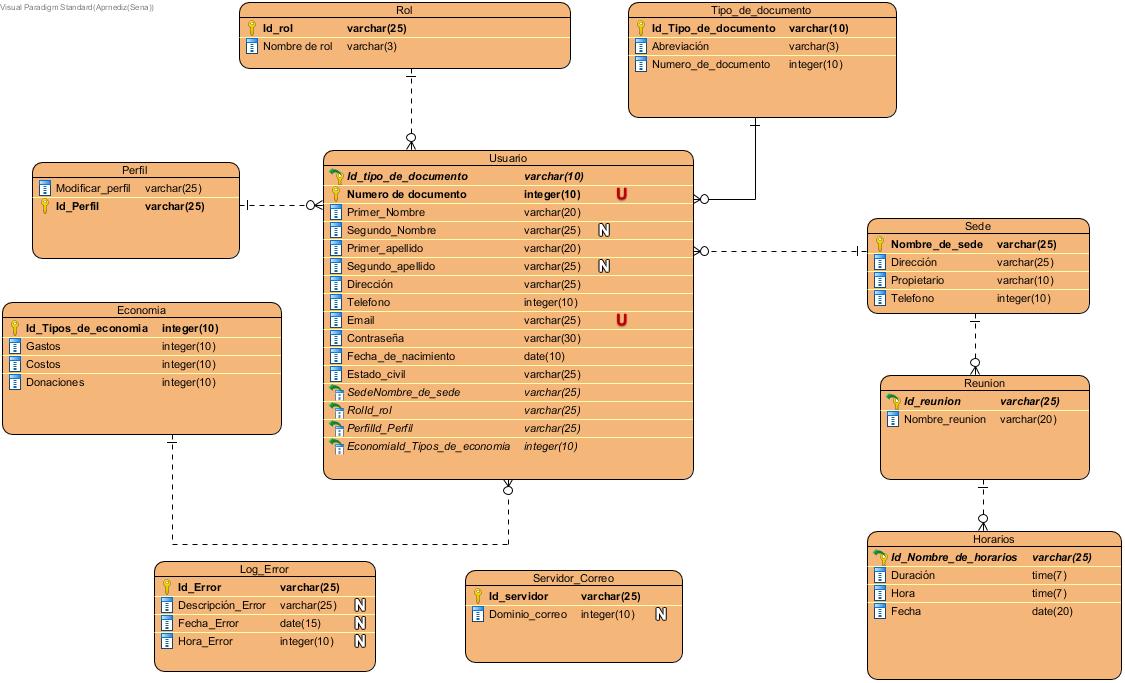 Visual Paradigm Standard(Aprnediz(Sena))
Rol
Id_rol varchar(25)
Nombre de rol varchar(3)
Tipo_de_documento
Id_Tipo_de_documento varchar(10)
Abreviación varchar(3)
Numero_de_documento integer(10)
Perfil
Modificar_perfil varchar(25)
Id_Perfil varchar(25)
Usuario
Id_tipo_de_documento varchar(10)
Numero de documento integer(10) U
Primer_Nombre varchar(20)
Segundo_Nombre varchar(25) N
Primer_apellido varchar(20)
Segundo_apellido varchar(25) N
Dirección varchar(25)
Telefono integer(10)
Email varchar(25) U
Contraseña varchar(30)
Fecha_de_nacimiento date(10)
Estado_civil varchar(25)
SedeNombre_de_sede varchar(25)
RolId_rol varchar(25)
PerfilId_Perfil varchar(25)
EconomiaId_Tipos_de_economia integer(10)
Sede
Nombre_de_sede varchar(25)
Dirección varchar(25)
Propietario varchar(10)
Telefono integer(10)
Economia
Id_Tipos_de_economia integer(10)
Gastos integer(10)
Costos integer(10)
Donaciones integer(10)
Reunion
Id_reunion varchar(25)
Nombre_reunion varchar(20)
Horarios
Id_Nombre_de_horarios varchar(25)
Duración time(7)
Hora time(7)
Fecha date(20)
Log_Error
Id_Error varchar(25)
Descripción_Error varchar(25) N
Fecha_Error date(15) N
Hora_Error integer(10) N
Servidor_Correo
Id_servidor varchar(25)
Dominio_correo integer(10) N